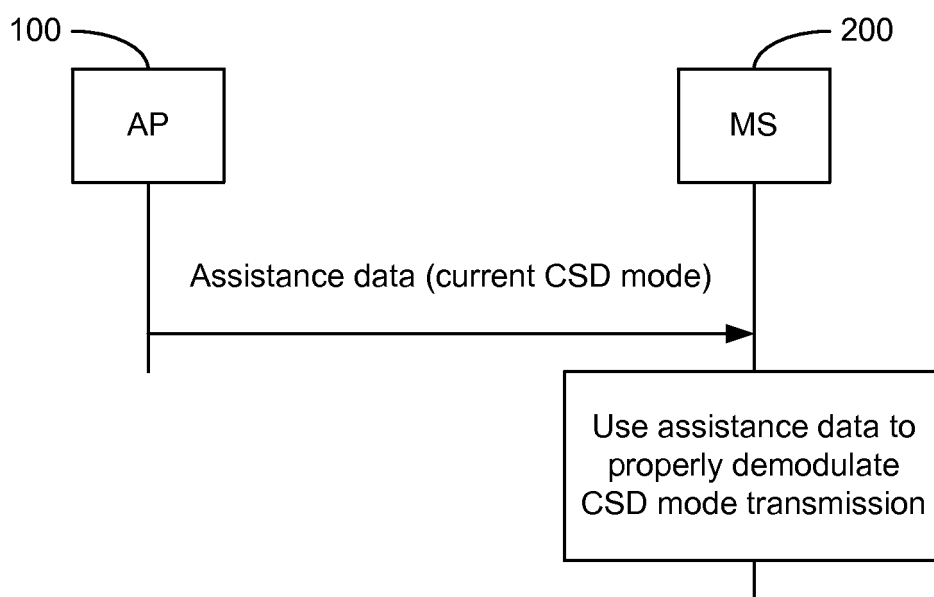 100
200
AP
MS
Assistance data (current CSD mode)
Use assistance data to
properly demodulate
CSD mode transmission